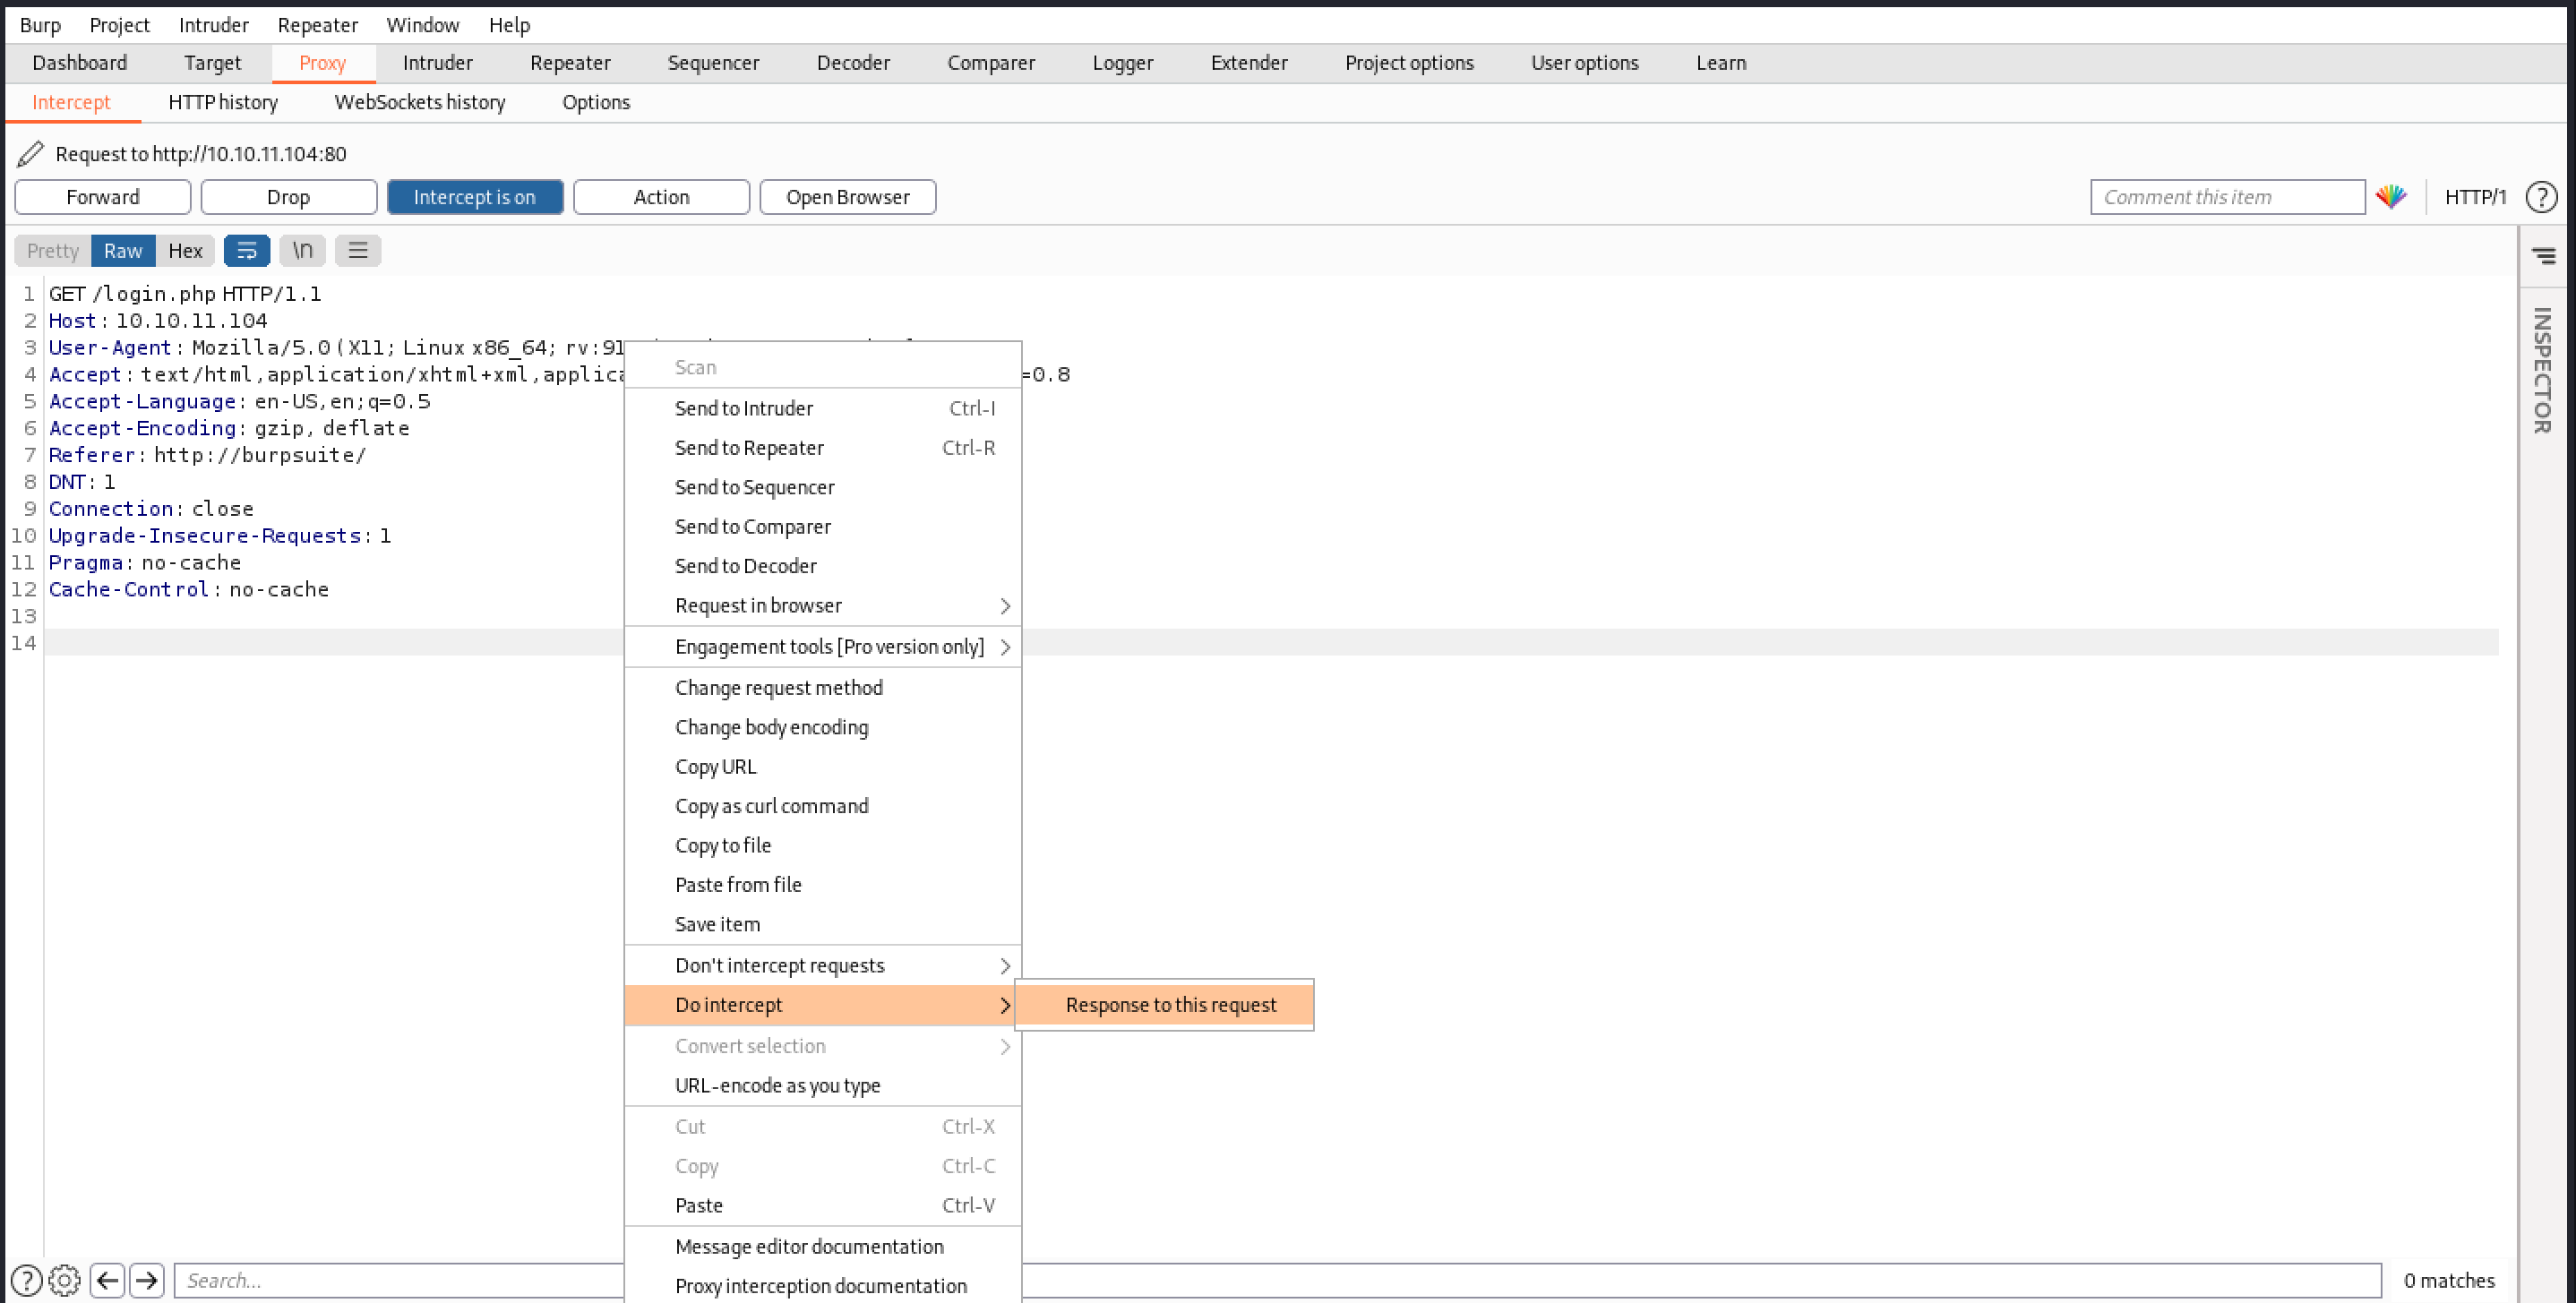 Burp Project Intruder Repeater Window Help
Dashboard Target Proxy Intruder Repeater Sequencer Decoder Comparer Logger Extender Project options User options Learn
Intercept HTTP history WebSockets history Options
Request to http://10.10.11.104:80
Forward Drop Intercept is on Action Open Browser Comment this item HTTP/1 ?
Pretty Raw Hex \n
INSPECTOR
1 GET /login.php HTTP/1.1
2 Host: 10.10.11.104
3 User-Agent: Mozilla/5.0 (X11; Linux x86_64; rv:91
4 Accept: text/html,application/xhtml+xml,applica =0.8
5 Accept-Language: en-US,en;q=0.5
6 Accept-Encoding: gzip, deflate
7 Referer: http://burpsuite/
8 DNT: 1
9 Connection: close
10 Upgrade-Insecure-Requests: 1
11 Pragma: no-cache
12 Cache-Control: no-cache
13
14
Scan
Send to Intruder Ctrl-I
Send to Repeater Ctrl-R
Send to Sequencer
Send to Comparer
Send to Decoder
Request in browser
Engagement tools [Pro version only]
Change request method
Change body encoding
Copy URL
Copy as curl command
Copy to file
Paste from file
Save item
Don't intercept requests
Do intercept
Response to this request
Convert selection
URL-encode as you type
Cut Ctrl-X
Copy Ctrl-C
Paste Ctrl-V
Message editor documentation
Proxy interception documentation
? Search... 0 matches